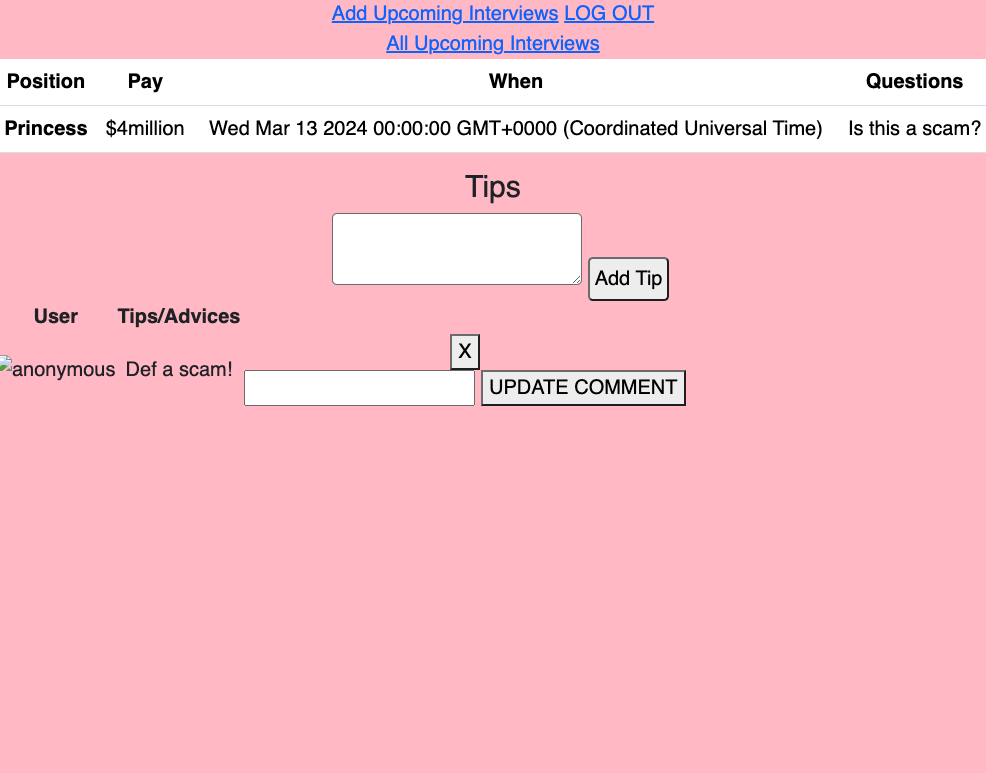 Add Upcoming Interviews LOG OUT
All Upcoming Interviews
Position Pay When Questions
Princess $4million Wed Mar 13 2024 00:00:00 GMT+0000 (Coordinated Universal Time) Is this a scam?
Tips
Add Tip
User Tips/Advices
X
anonymous Def a scam!
UPDATE COMMENT